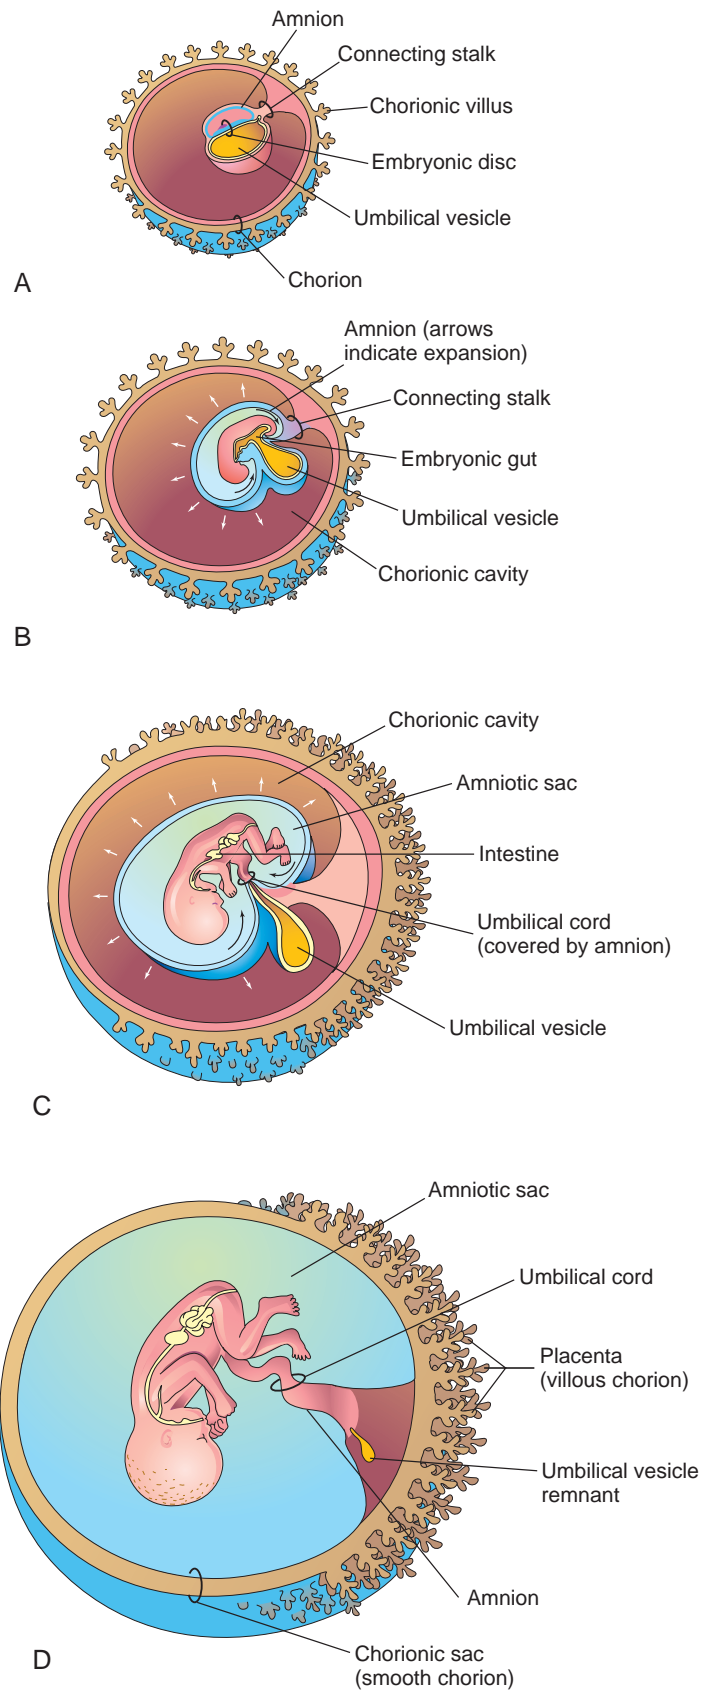 Amnion
Connecting stalk
Chorionic villus
Embryonic disc
Umbilical vesicle
Chorion
A
Amnion (arrows
indicate expansion)
Connecting stalk
Embryonic gut
Umbilical vesicle
Chorionic cavity
B
Chorionic cavity
Amniotic sac
Intestine
Umbilical cord
(covered by amnion)
Umbilical vesicle
C
Amniotic sac
Umbilical cord
Placenta
(villous chorion)
Umbilical vesicle
remnant
Amnion
Chorionic sac
(smooth chorion)
D